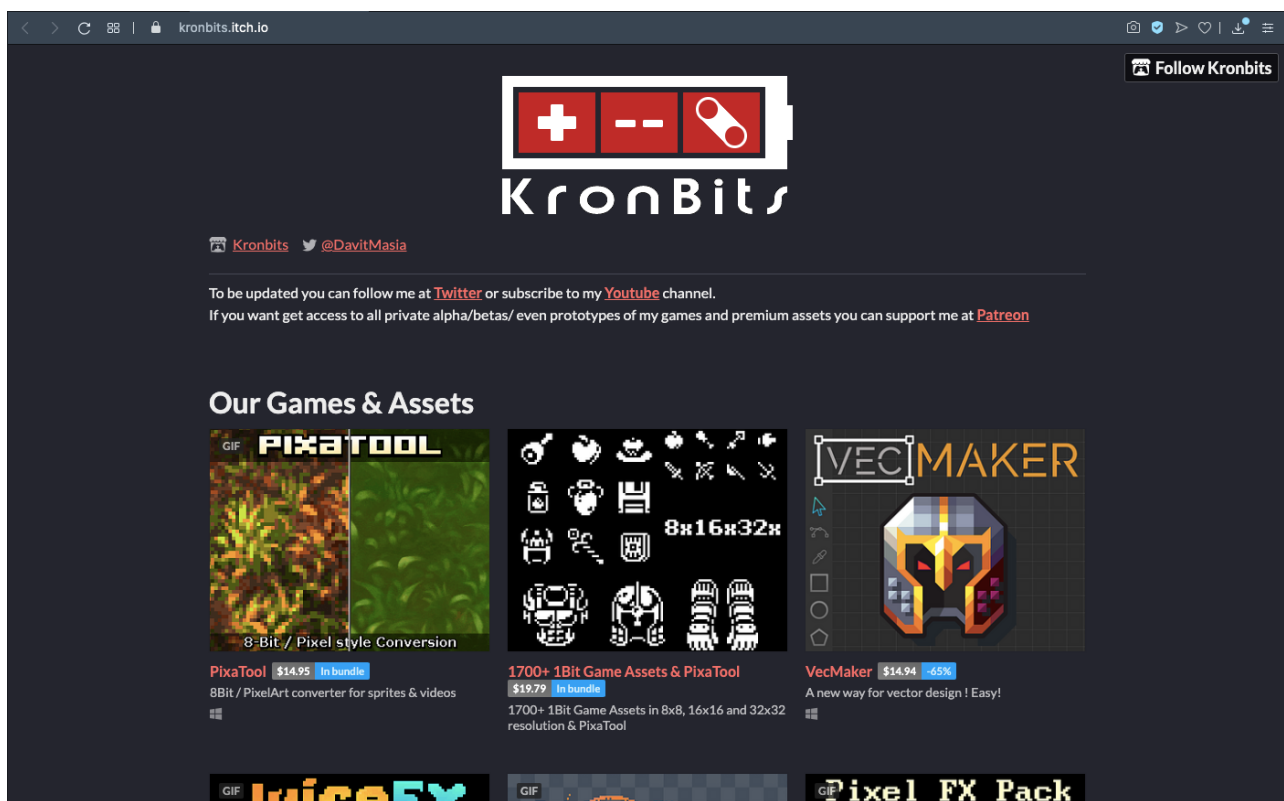 kronbits.itch.io
Follow Kronbits
KronBits
Kronbits @DavitMasia
To be updated you can follow me at Twitter or subscribe to my Youtube channel.
If you want get access to all private alpha/betas/ even prototypes of my games and premium assets you can support me at Patreon
Our Games & Assets
GIF PIXATOOL
8-Bit / Pixel style Conversion
PixaTool $14.95 In bundle
8Bit / PixelArt converter for sprites & videos
8x16x32x
1700+ 1Bit Game Assets & PixaTool
$19.79 In bundle
1700+ 1Bit Game Assets in 8x8, 16x16 and 32x32
resolution & PixaTool
VECMAKER
VecMaker $14.94 -65%
A new way for vector design ! Easy!
GIF JuiceFX
GIF
GIF Pixel FX Pack